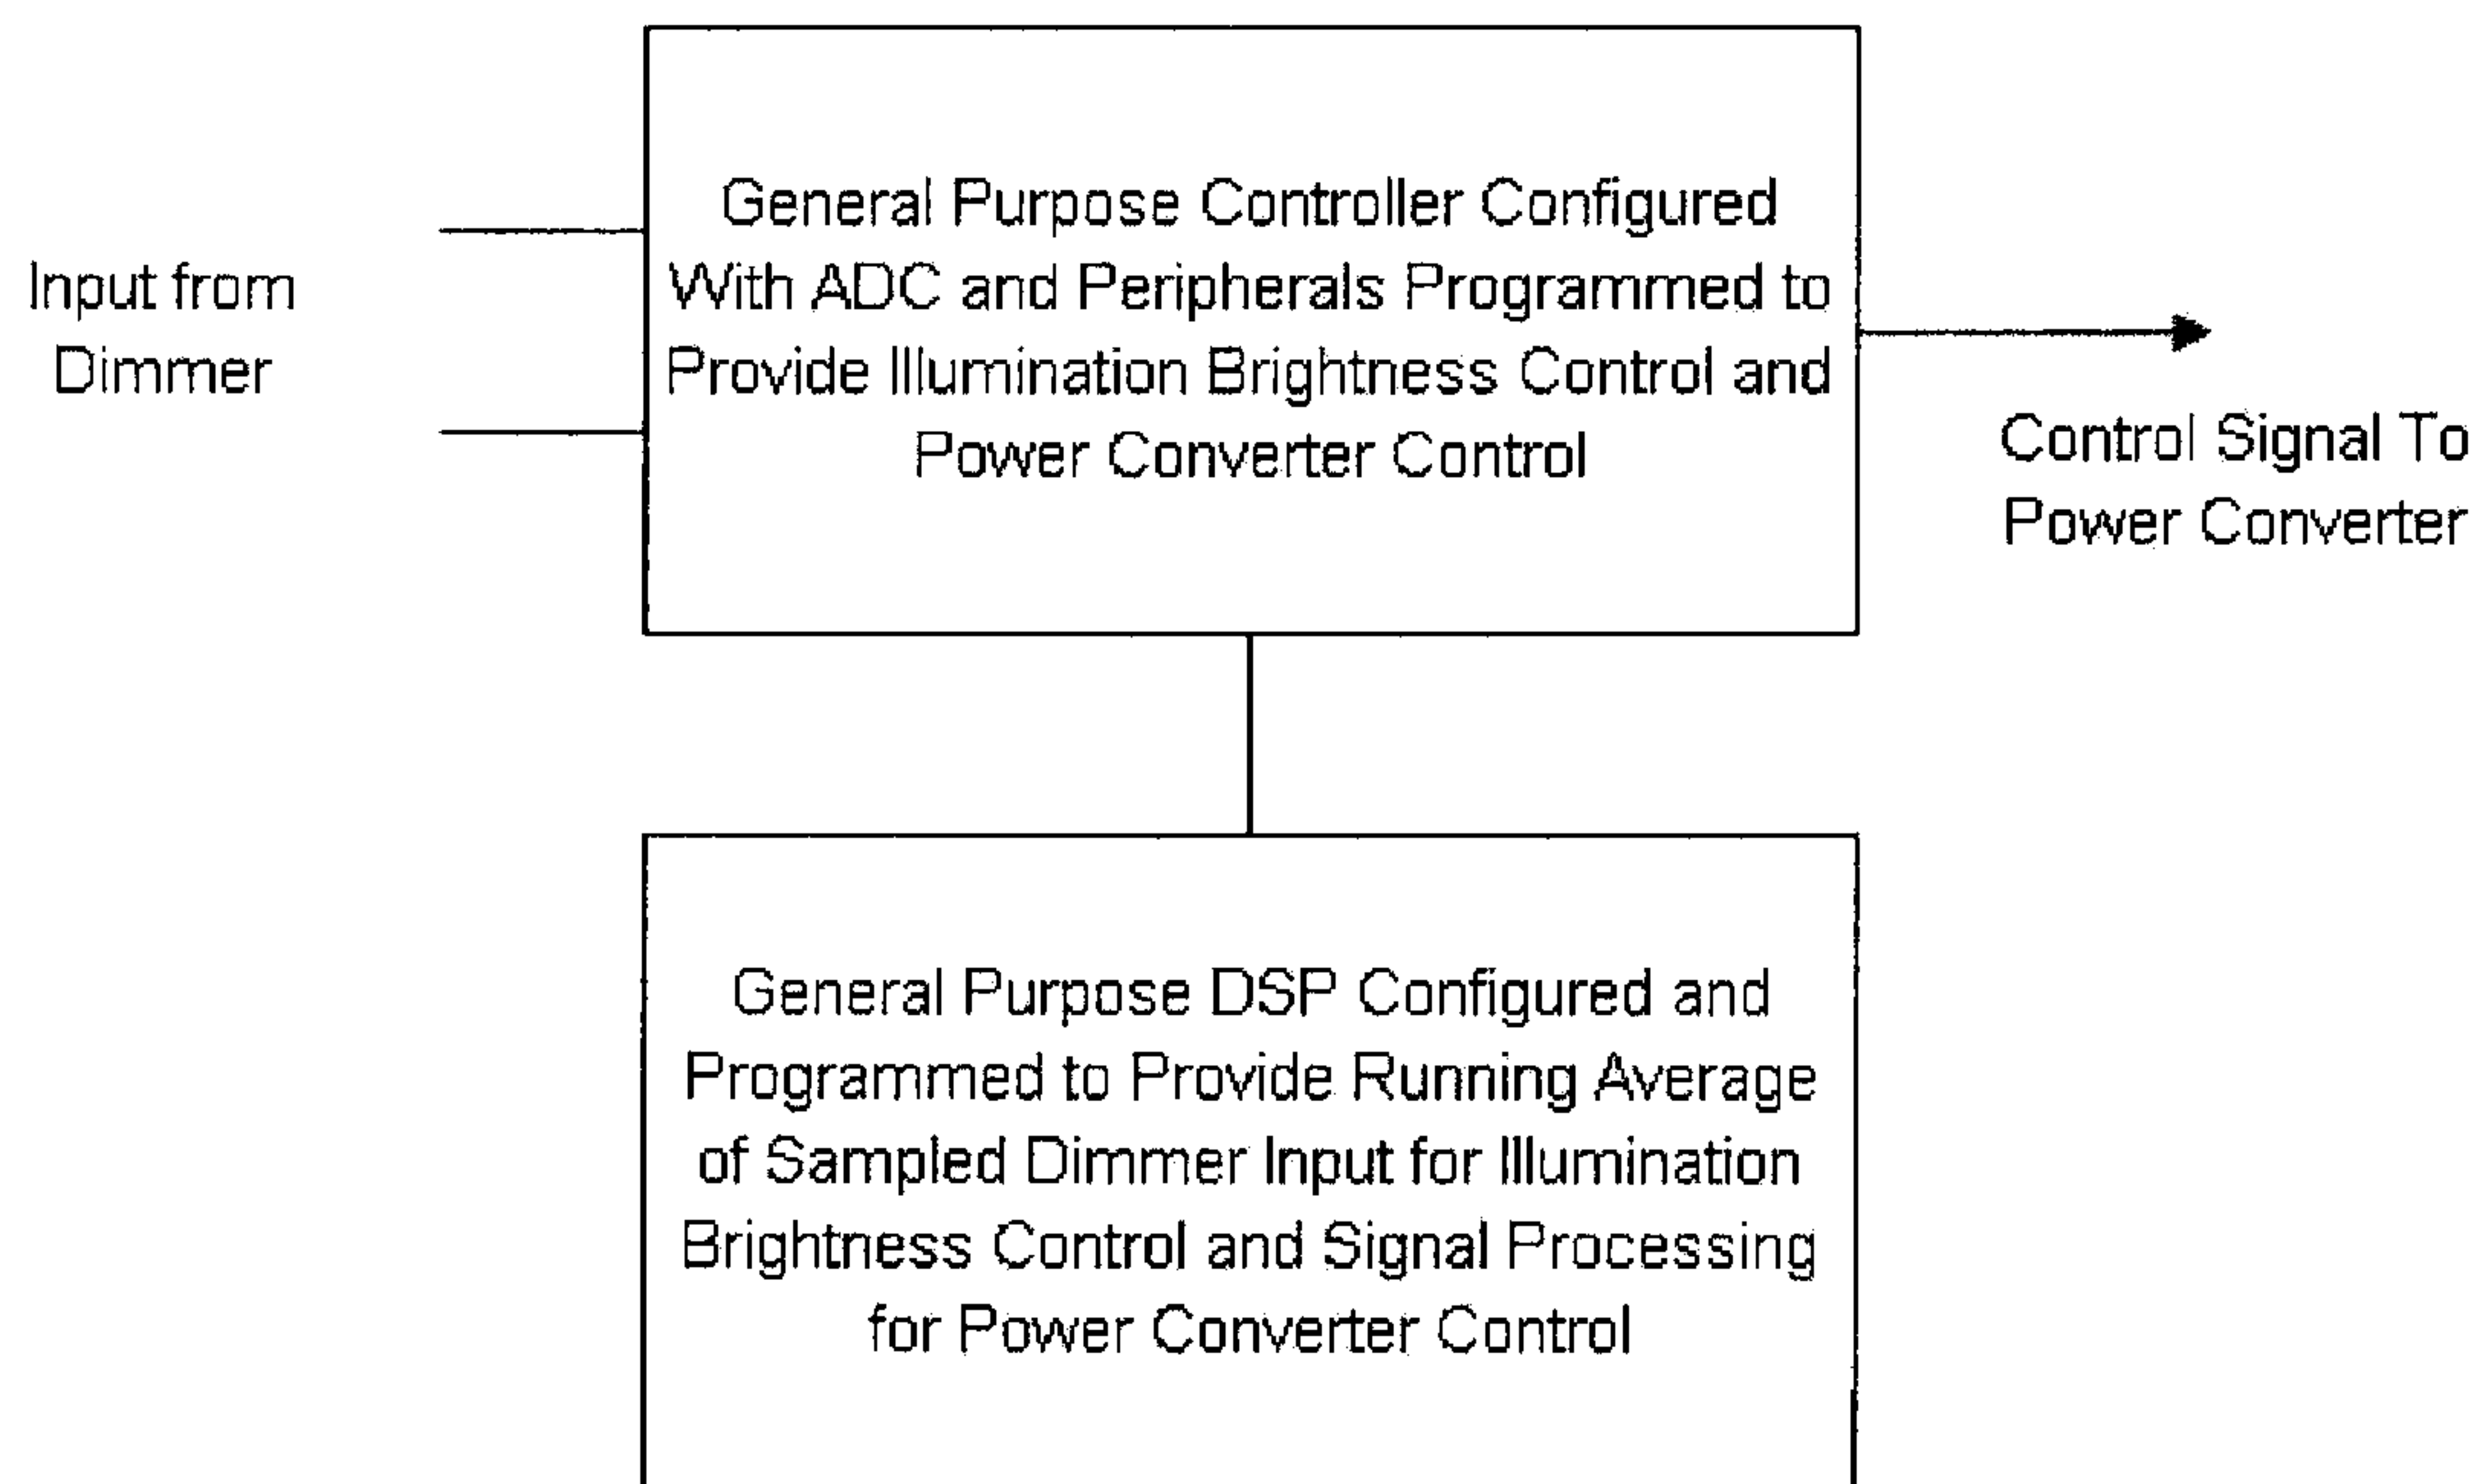 Input from
Dimmer
General Purpose Controller Configured
With ADC and Peripherals Programmed to
Provide Illumination Brightness Control and
Power Converter Control
Control Signal To
Power Converter
General Purpose DSP Configured and
Programmed to Provide Running Average
of Sampled Dimmer Input for Illumination
Brightness Control and Signal Processing
for Power Converter Control